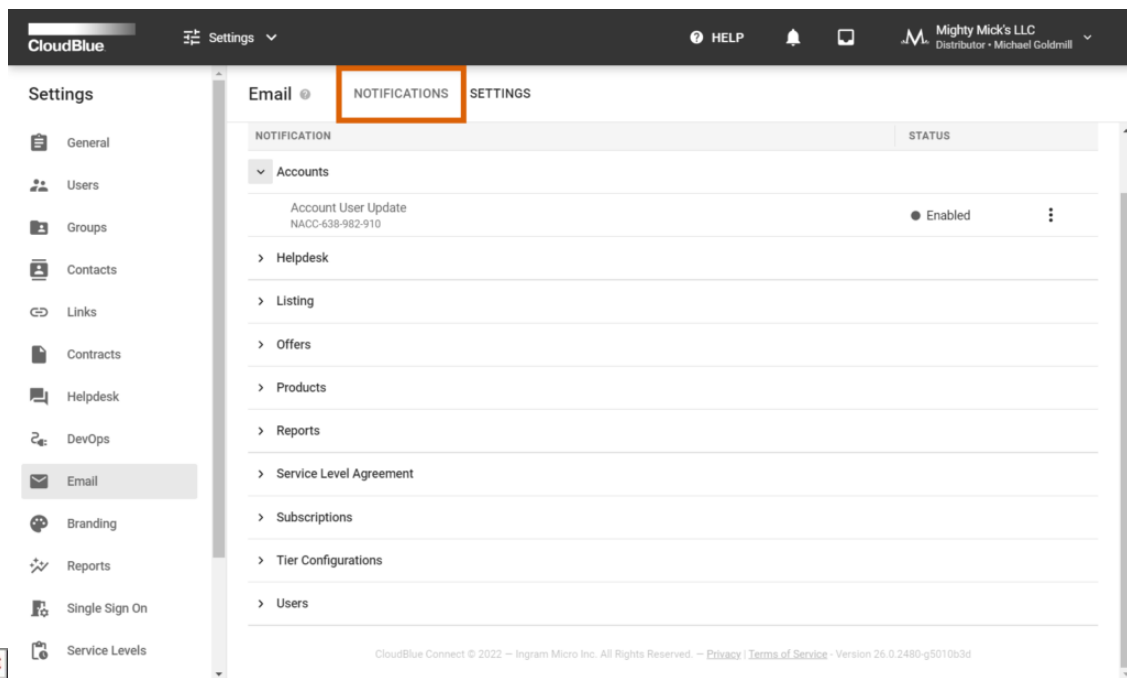 CloudBlue
Settings
HELP
Mighty Mick's LLC
Distributor • Michael Goldmill
Settings
General
Users
Groups
Contacts
Links
Contracts
Helpdesk
DevOps
Email
Branding
Reports
Single Sign On
Service Levels
Email
NOTIFICATIONS
SETTINGS
NOTIFICATION
STATUS
Accounts
Account User Update
NACC-638-982-910
Enabled
Helpdesk
Listing
Offers
Products
Reports
Service Level Agreement
Subscriptions
Tier Configurations
Users
CloudBlue Connect © 2022 — Ingram Micro Inc. All Rights Reserved. — Privacy | Terms of Service - Version 26.0.2480-g5010b3d